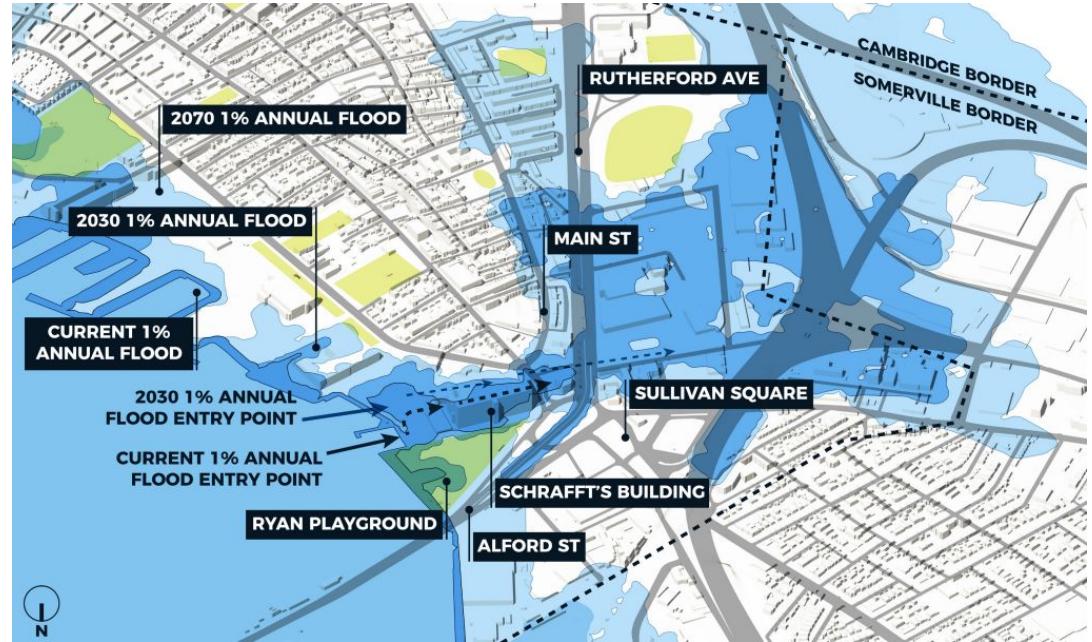 CAMBRIDGE BORDER
SOMERVILLE BORDER
RUTHERFORD AVE
2070 1% ANNUAL FLOOD
2030 1% ANNUAL FLOOD
MAIN ST
CURRENT 1%
ANNUAL FLOOD
2030 1% ANNUAL
FLOOD ENTRY POINT
SULLIVAN SQUARE
CURRENT 1% ANNUAL
FLOOD ENTRY POINT
SCHRAFFT'S BUILDING
RYAN PLAYGROUND
ALFORD ST
N